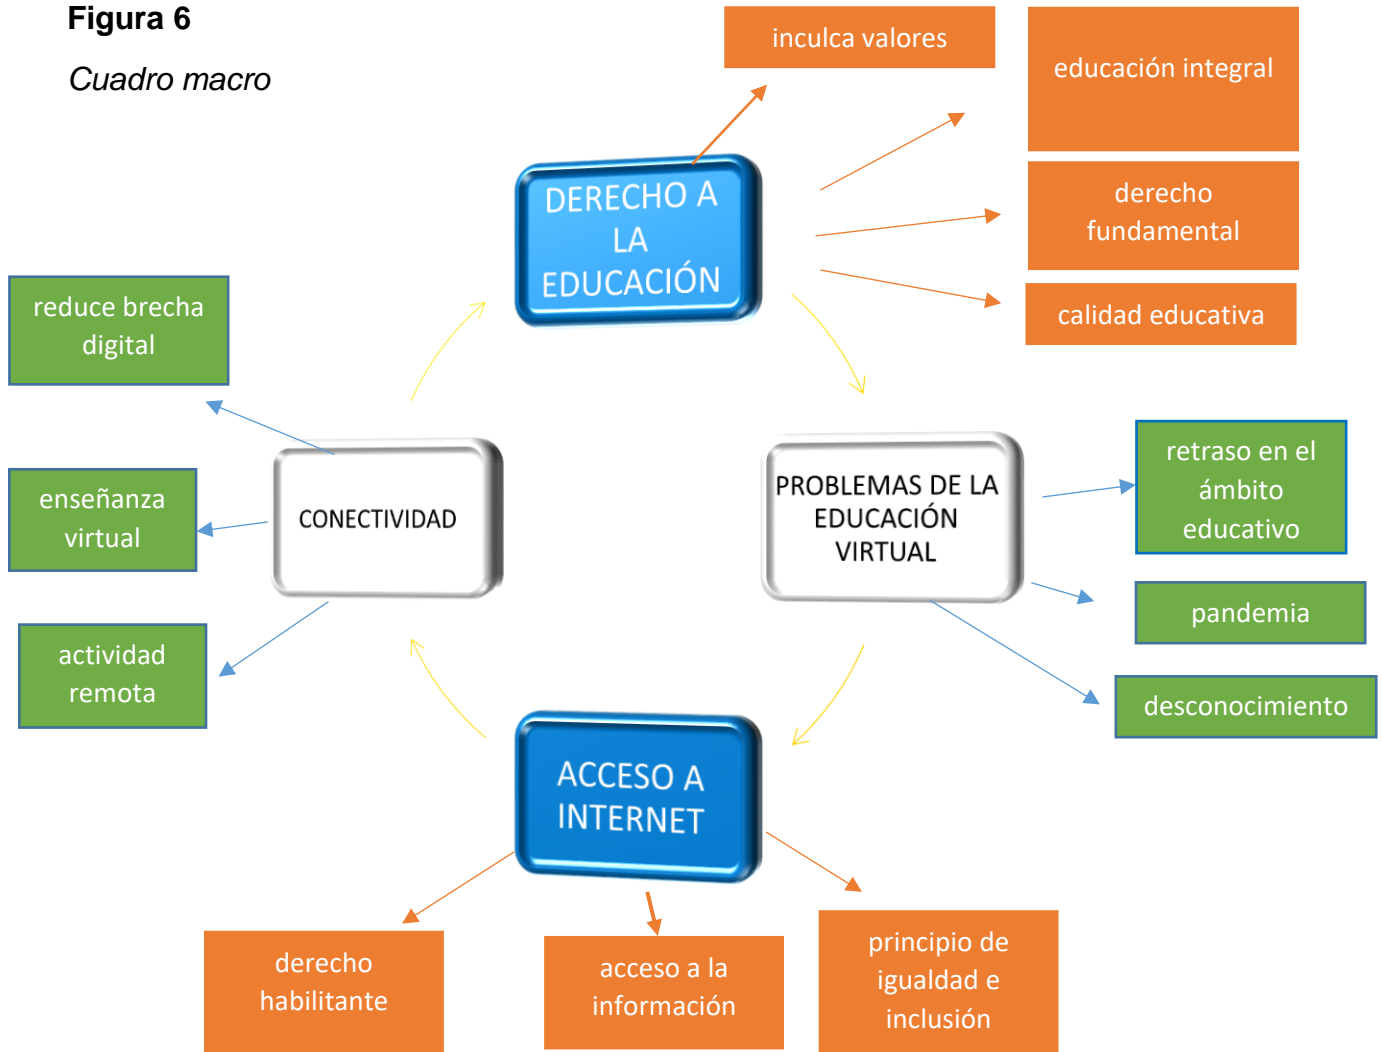 Figura 6
Cuadro macro
inculca valores
educación integral
DERECHO A
LA
EDUCACIÓN
derecho
fundamental
calidad educativa
reduce brecha
digital
enseñanza
virtual
actividad
remota
CONECTIVIDAD
PROBLEMAS DE LA
EDUCACIÓN
VIRTUAL
retraso en el
ámbito
educativo
pandemia
desconocimiento
ACCESO A
INTERNET
derecho
habilitante
acceso a la
información
principio de
igualdad e
inclusión